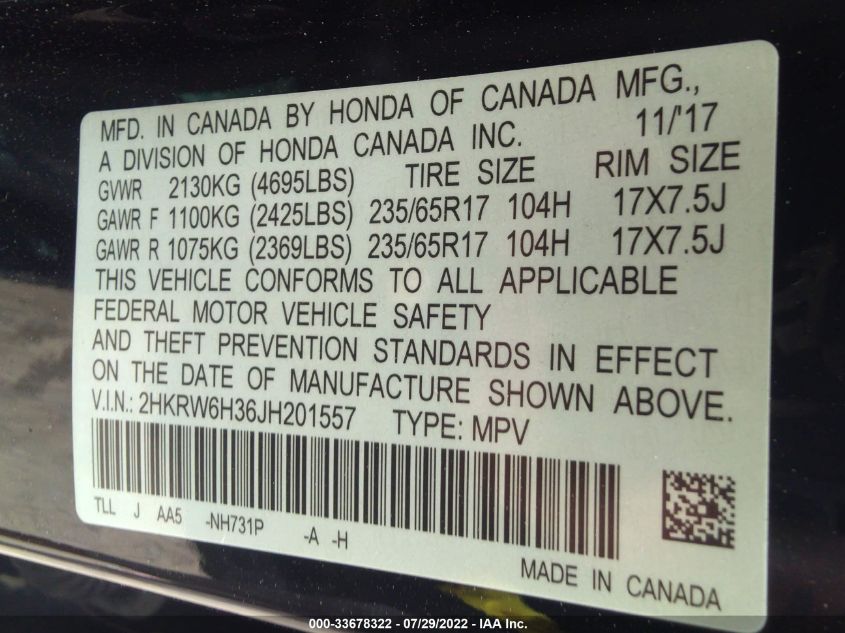 MFD. IN CANADA BY HONDA OF CANADA MFG.,
A DIVISION OF HONDA CANADA INC. 11/'17
GVWR 2130KG (4695LBS) TIRE SIZE RIM SIZE
GAWR F 1100KG (2425LBS) 235/65R17 104H 17X7.5J
GAWR R 1075KG (2369LBS) 235/65R17 104H 17X7.5J
THIS VEHICLE CONFORMS TO ALL APPLICABLE
FEDERAL MOTOR VEHICLE SAFETY
AND THEFT PREVENTION STANDARDS IN EFFECT
ON THE DATE OF MANUFACTURE SHOWN ABOVE.
V.I.N.: 2HKRW6H36JH201557 TYPE: MPV
TLL J AA5 -NH731P -A -H
MADE IN CANADA
000-33678322 / 07/29/2022 - IAA Inc.